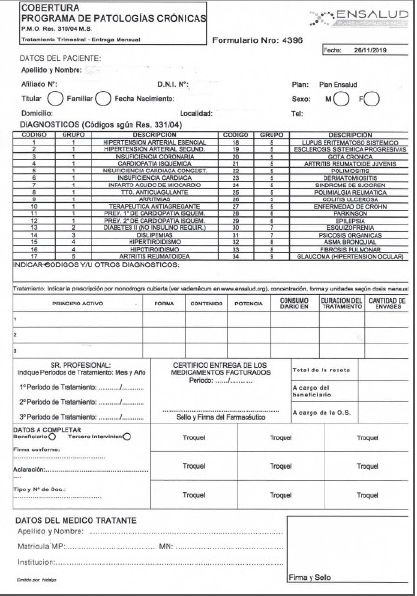 COBERTURA
PROGRAMA DE PATOLOGÍAS CRÓNICAS
P.M.O. Res. 310/04 M.S.
Tratamiento Trimestral - Entrega Mensual
ENSALUD
Formulario Nro: 4396
Fecha: 26/11/2019
DATOS DEL PACIENTE:
Apellido y Nombre:
Afiliado N°: D.N.I. N°: Plan: Plan Ensalud
Titular Familiar Fecha Nacimiento: Sexo: M F
Domicilio: Localidad: Tel:
DIAGNOSTICOS (Códigos sgún Res. 331/04)
CODIGO GRUPO DESCRIPCION CODIGO GRUPO DESCRIPCION
1 1 HIPERTENSION ARTERIAL ESENCIAL 18 5 LUPUS ERITEMATOSO SISTEMICO
2 1 HIPERTENSION ARTERIAL SECUND. 19 5 ESCLEROSIS SISTEMICA PROGRESIVA
3 1 INSUFICIENCIA CORONARIA 20 5 GOTA CRONICA
4 1 CARDIOPATIA ISQUEMICA 21 5 ARTRITIS REUMATOIDE JUVENIL
5 1 INSUFICIENCIA CARDIACA CONGEST. 22 5 POLIMIOSITIS
6 1 INSUFICIENCIA CARDIACA 23 5 DERMATOMIOSITIS
7 1 INFARTO AGUDO DE MIOCARDIO 24 5 SINDROME DE SJOGREN
8 1 TTO. ANTICOAGULANTE 25 5 POLIMIALGIA REUMATICA
9 1 ARRITMIAS 26 6 COLITIS ULCEROSA
10 1 TERAPEUTICA ANTIAGREGANTE 27 6 ENFERMEDAD DE CROHN
11 1 PREV. 1° DE CARDIOPATIA ISQUEM. 28 6 PARKINSON
12 1 PREV. 2° DE CARDIOPATIA ISQUEM. 29 6 EPILEPSIA
13 2 DIABETES II (NO INSULINO REQUIR.) 30 7 ESQUIZOFRENIA
14 3 DISLIPEMIAS 31 7 PSICOSIS ORGANICAS
15 4 HIPERTIROIDISMO 32 8 ASMA BRONQUIAL
16 4 HIPOTIROIDISMO 33 8 FIBROSIS PULMONAR
17 5 ARTRITIS REUMATOIDEA 34 9 GLAUCOMA (HIPERTENSION OCULAR)
INDICAR CODIGOS Y/U OTROS DIAGNOSTICOS:
Tratamiento: Indicar la prescripción por monodroga cubierta (ver vademécum en www.ensalud.org), concentración, forma y unidades según dosis mensual
PRINCIPIO ACTIVO FORMA CONTENIDO POTENCIA CONSUMO DIARIO EN DURACION DEL TRATAMIENTO CANTIDAD DE ENVASES
1
2
3
SR. PROFESIONAL:
Indique Períodos de Tratamiento: Mes y Año
1° Período de Tratamiento: ........../..........
2° Período de Tratamiento: ........../..........
3° Período de Tratamiento: ........../..........
CERTIFICO ENTREGA DE LOS
MEDICAMENTOS FACTURADOS
Período: ....../..........
Sello y Firma del Farmacéutico
Total de la receta
A cargo del
beneficiario
A cargo de la O.S.
DATOS A COMPLETAR
Beneficiario Tercero Interviniente
Firma conforme:
Aclaración:
Tipo y N° de Doc.:
Troquel Troquel Troquel
Troquel Troquel Troquel
Troquel Troquel Troquel
DATOS DEL MEDICO TRATANTE
Apellido y Nombre:
Matrícula MP: MN:
Institucion:
Firma y Sello
Emitido por: hidalgo